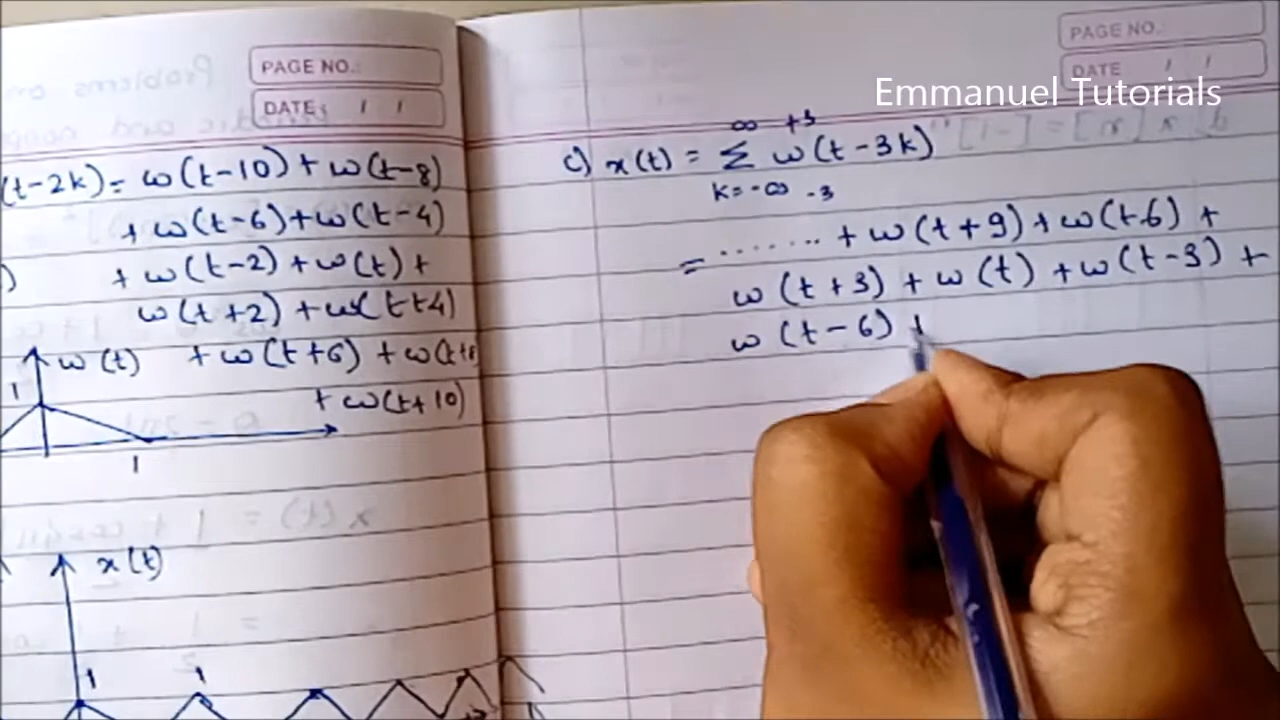 PAGE NO.:
DATE: / /
(t-2k) = w(t-10) + w(t-8)
+ w(t-6) + w(t-4)
+ w(t-2) + w(t) +
w(t+2) + w(t+4)
w(t) + w(t+6) + w(t+8
1
+ w(t+10)
1
x(t)
1 1
PAGE NO.:
DATE / /
Emmanuel Tutorials
∞ +3
c) x(t) = Σ w(t-3k)
k=-∞ -3
= ....... + w(t+9) + w(t+6) +
w(t+3) + w(t) + w(t-3) +
w(t-6) +